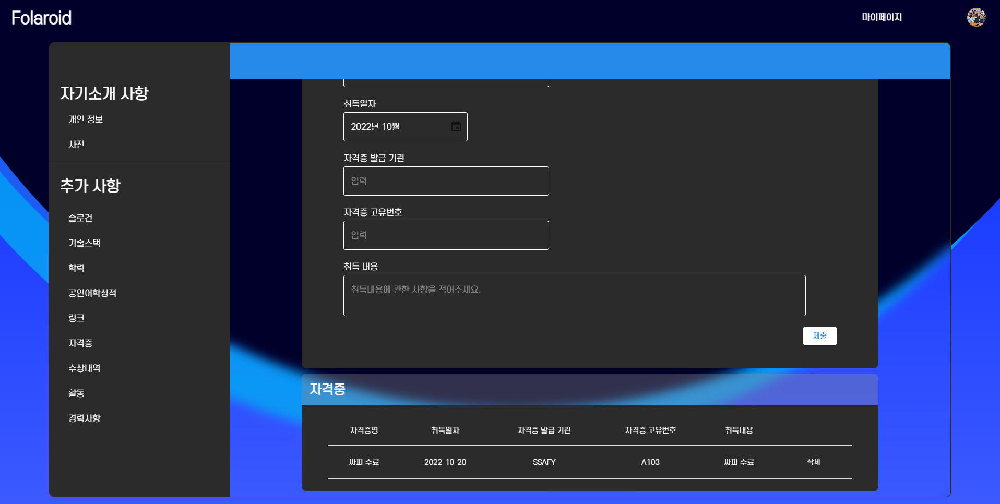 Folaroid
마이페이지
자기소개 사항
개인 정보
사진
추가 사항
슬로건
기술스택
학력
공인어학성적
링크
자격증
수상내역
활동
경력사항
취득일자
2022년 10월
자격증 발급 기관
입력
자격증 고유번호
입력
취득 내용
취득내용에 관한 사항을 적어주세요.
제출
자격증
자격증명 취득일자 자격증 발급 기관 자격증 고유번호 취득내용
싸피 수료 2022-10-20 SSAFY A103 싸피 수료 삭제